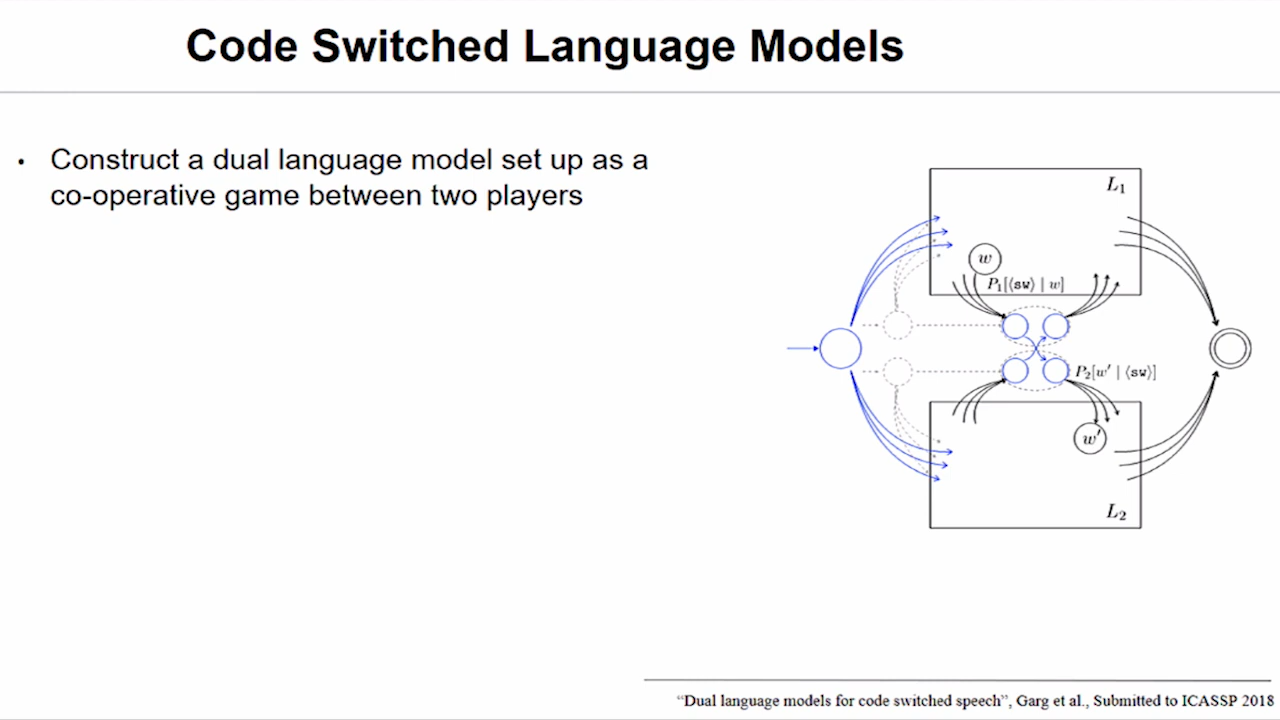 Code Switched Language Models
• Construct a dual language model set up as a
co-operative game between two players
L₁
w
P₁[⟨sw⟩ | w]
P₂[w′ | ⟨sw⟩]
w′
L₂
“Dual language models for code switched speech”, Garg et al., Submitted to ICASSP 2018